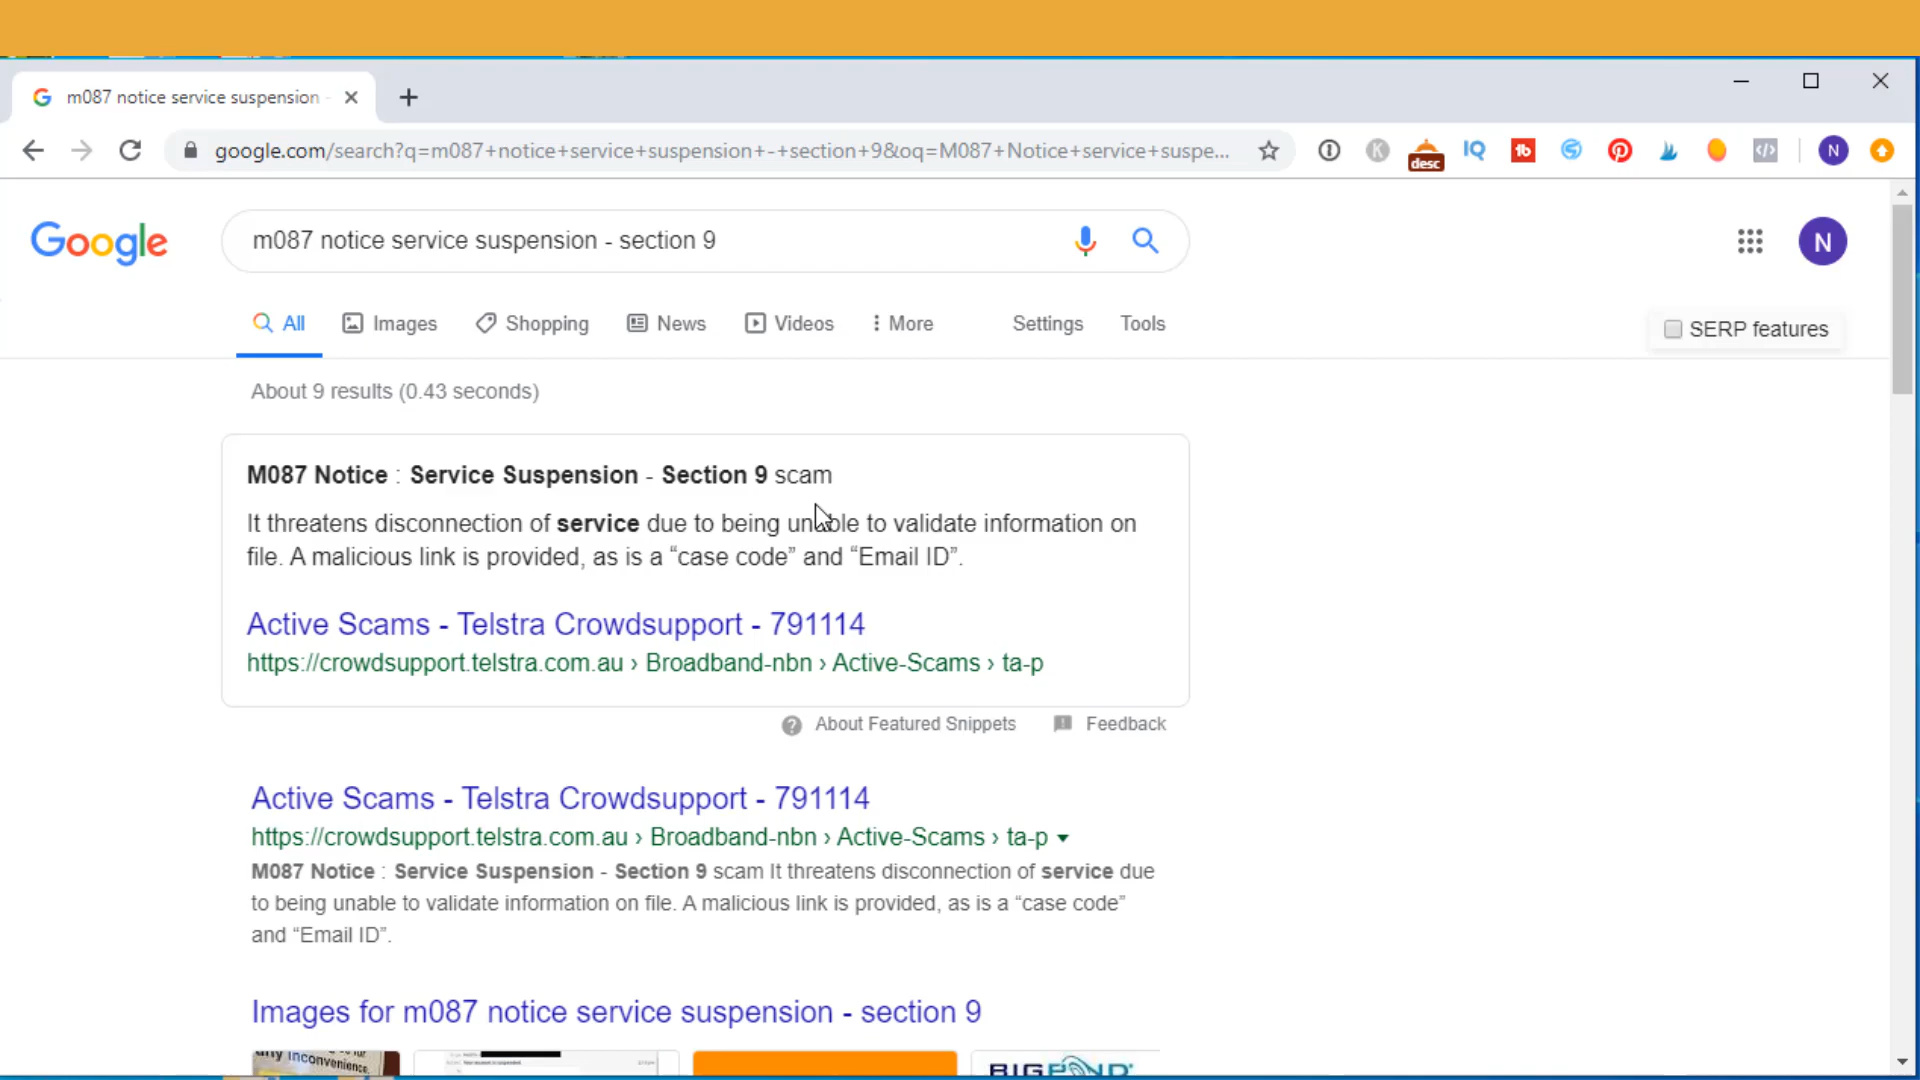 m087 notice service suspension -
google.com/search?q=m087+notice+service+suspension+-+section+9&oq=M087+Notice+service+suspe...
desc
IQ
N
Google
m087 notice service suspension - section 9
N
All
Images
Shopping
News
Videos
More
Settings
Tools
SERP features
About 9 results (0.43 seconds)
M087 Notice : Service Suspension - Section 9 scam
It threatens disconnection of service due to being unable to validate information on
file. A malicious link is provided, as is a “case code” and “Email ID”.
Active Scams - Telstra Crowdsupport - 791114
https://crowdsupport.telstra.com.au › Broadband-nbn › Active-Scams › ta-p
About Featured Snippets
Feedback
Active Scams - Telstra Crowdsupport - 791114
https://crowdsupport.telstra.com.au › Broadband-nbn › Active-Scams › ta-p
M087 Notice : Service Suspension - Section 9 scam It threatens disconnection of service due
to being unable to validate information on file. A malicious link is provided, as is a “case code”
and “Email ID”.
Images for m087 notice service suspension - section 9
inconvenience
BIGPOND